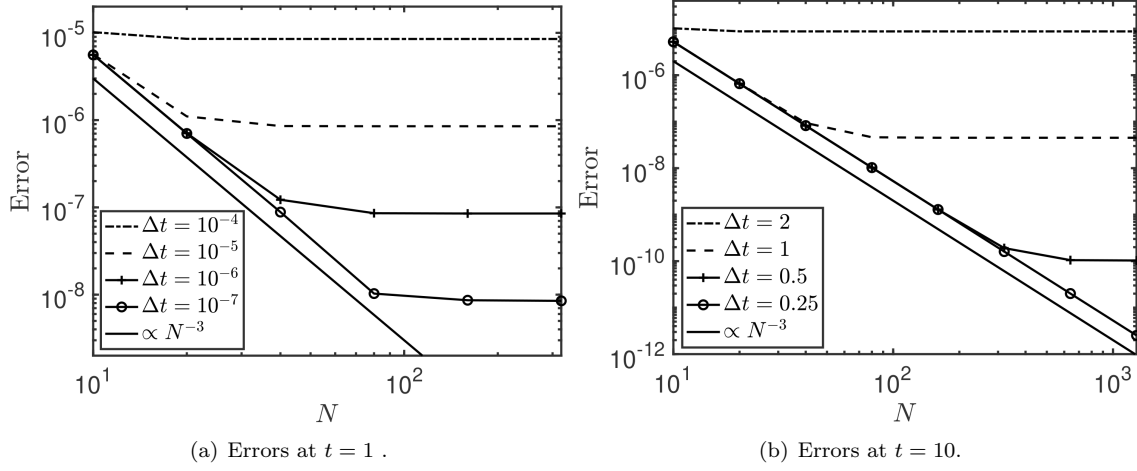 10^{-5}
10^{-6}
10^{-7}
10^{-8}
Error
Δt = 10^{-4}
Δt = 10^{-5}
Δt = 10^{-6}
Δt = 10^{-7}
∝ N^{-3}
10^1
10^2
N
(a) Errors at t = 1 .
10^{-6}
10^{-8}
10^{-10}
10^{-12}
Error
Δt = 2
Δt = 1
Δt = 0.5
Δt = 0.25
∝ N^{-3}
10^1
10^2
10^3
N
(b) Errors at t = 10.